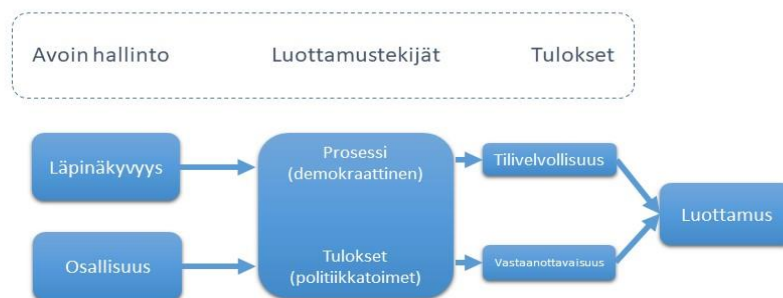 Avoin hallinto Luottamustekijät Tulokset
Läpinäkyvyys
Prosessi
(demokraattinen)
Tilivelvollisuus
Luottamus
Osallisuus
Tulokset
(politiikkatoimet)
Vastaanottavaisuus